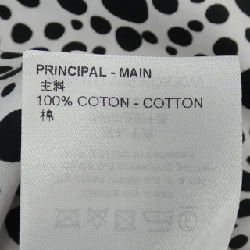 PRINCIPAL - MAIN
主料
100% COTON - COTTON
棉